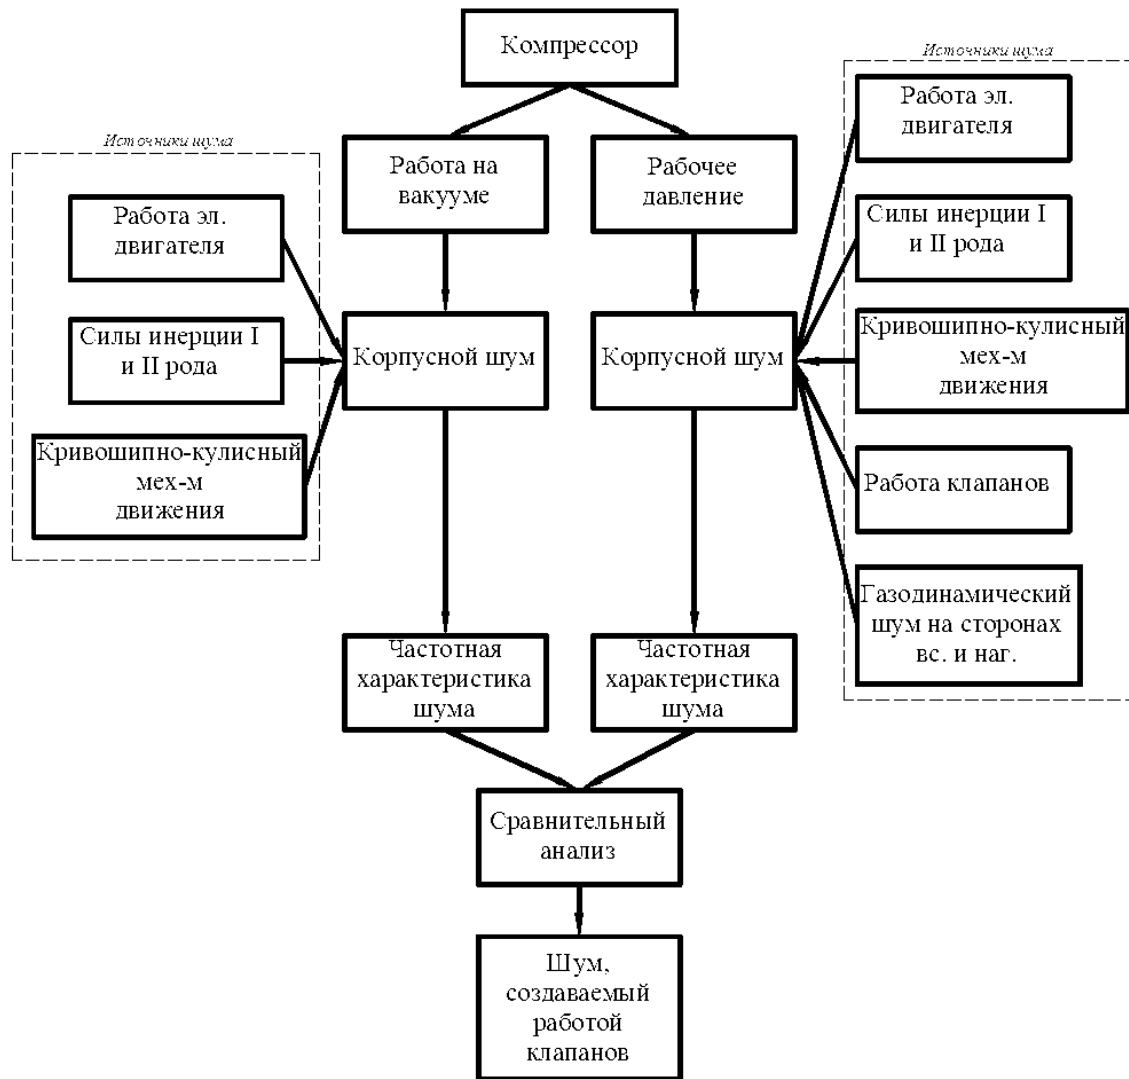 Компрессор
Источники шума
Работа эл.
двигателя
Источники шума
Работа на
вакууме
Рабочее
давление
Работа эл.
двигателя
Силы инерции I
и II рода
Силы инерции I
и II рода
Корпусной шум
Корпусной шум
Кривошипно-кулисный
мех-м
движения
Кривошипно-кулисный
мех-м
движения
Работа клапанов
Газодинамический
шум на сторонах
вс. и наг.
Частотная
характеристика
шума
Частотная
характеристика
шума
Сравнительный
анализ
Шум,
создаваемый
работой
клапанов